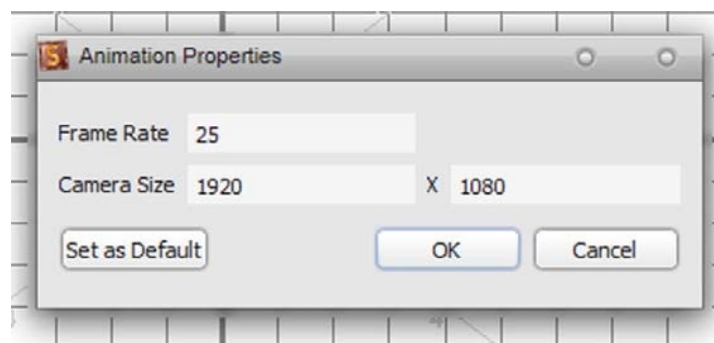 Animation Properties
Frame Rate 25
Camera Size 1920 X 1080
Set as Default OK Cancel